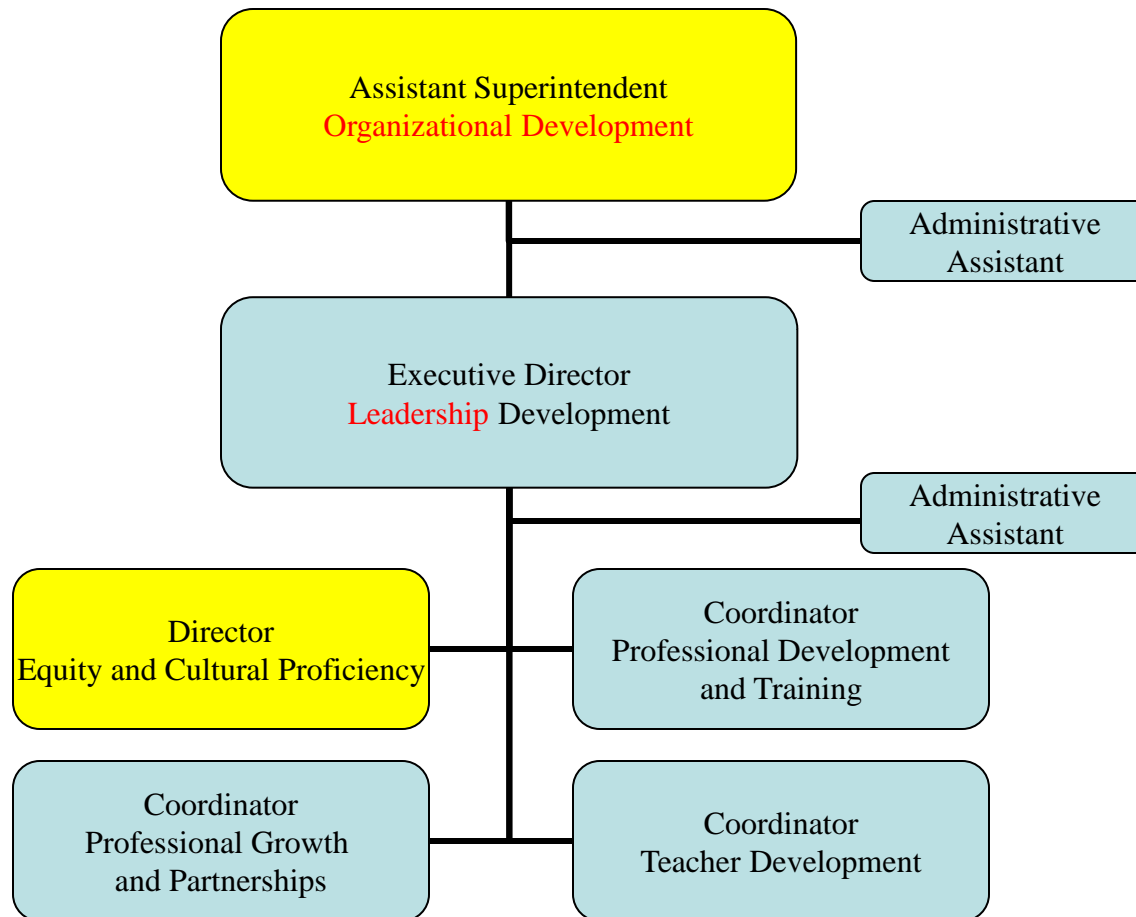 Assistant Superintendent
Organizational Development
Administrative
Assistant
Executive Director
Leadership Development
Administrative
Assistant
Director
Equity and Cultural Proficiency
Coordinator
Professional Development
and Training
Coordinator
Professional Growth
and Partnerships
Coordinator
Teacher Development